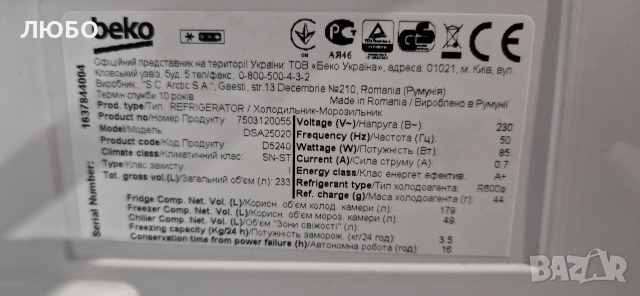 ЛЮБО
beko
АЯ46
Офіційний представник на території України: ТОВ «Беко Україна», адреса: 01021, м. Київ, вул.
Кловський узвіз, буд. 5 тел/факс: 0-800-500-4-3-2
Виробник: "S.C. Arctic S.A.", Gaesti, str.13 Decembrie №210, Romania (Румунія)
Термін служби 10 років
Made in Romania / Вироблено в Румунії
Prod. type/Тип: REFRIGERATOR / Холодильник-Морозильник
Product no/Номер Продукту: 7503120055
Model/Модель: DSA25020
Product code/Код Продукту: D5240
Climate class/Кліматичний клас: SN-ST
Type/Клас захисту: I
Tot. gross vol.(L)/Загальний об'єм (л): 233
Voltage (V~)/Напруга (В~): 230
Frequency (Hz)/Частота (Гц): 50
Wattage (W)/Потужність (Вт): 85
Current (A)/Сила струму (А): 0.7
Energy class/Клас енергет ефектив.: A+
Refrigerant type/Тип холодоагента: R600a
Ref. charge (g)/Маса холодоагента (г): 44
Fridge Comp. Net. Vol. (L)/Корисн. об'єм холод. камери (л): 179
Freezer Comp. Net. Vol. (L)/Корисн. об'єм мороз. камери (л): 49
Chiller Comp. Net. Vol. (L)/Об'єм "Зони свіжості" (л):
Freezing capacity (Kg/24 h)/Потужність заморож. (кг/24 год): 3.5
Conservation time from power failure (h)/Автономна робота (год): 16
Serial Number: 1637844004
BAZAR.bg